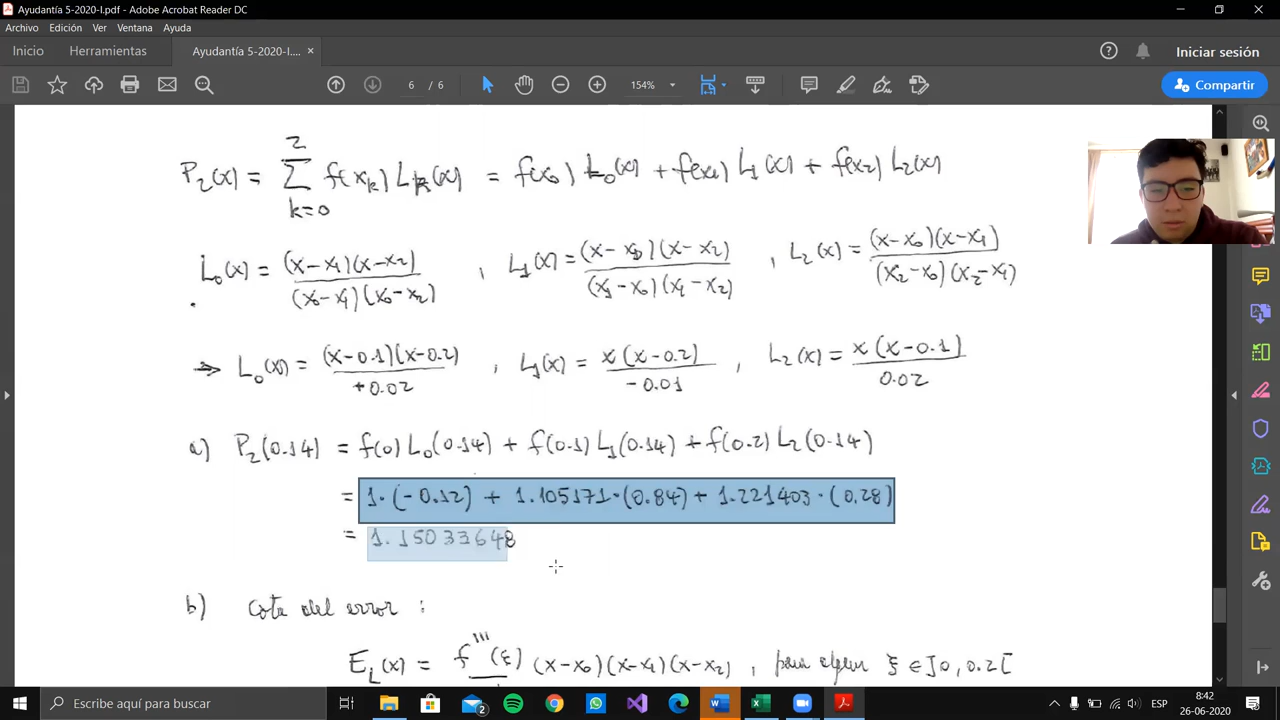 Ayudantía 5-2020-I.pdf - Adobe Acrobat Reader DC
Archivo Edición Ver Ventana Ayuda
Inicio Herramientas Ayudantía 5-2020-I.... × Iniciar sesión
6 / 6 154% Compartir
P₂(x) = Σ_{k=0}^{2} f(x_k) L_k(x) = f(x₀) L₀(x) + f(x₁) L₁(x) + f(x₂) L₂(x)
L₀(x) = (x-x₁)(x-x₂) / (x₀-x₁)(x₀-x₂) , L₁(x) = (x-x₀)(x-x₂) / (x₁-x₀)(x₁-x₂) , L₂(x) = (x-x₀)(x-x₁) / (x₂-x₀)(x₂-x₁)
⇒ L₀(x) = (x-0.1)(x-0.2) / +0.02 , L₁(x) = x(x-0.2) / -0.01 , L₂(x) = x(x-0.1) / 0.02
a) P₂(0.14) = f(0) L₀(0.14) + f(0.1) L₁(0.14) + f(0.2) L₂(0.14)
= 1·(-0.12) + 1.105171·(0.84) + 1.221403·(0.28)
= 1.15033648
b) Cota del error :
E_L(x) = f'''(ξ) (x-x₀)(x-x₁)(x-x₂) , para algún ξ ∈ ]0, 0.2[
Escribe aquí para buscar
2
ESP
8:42
26-06-2020